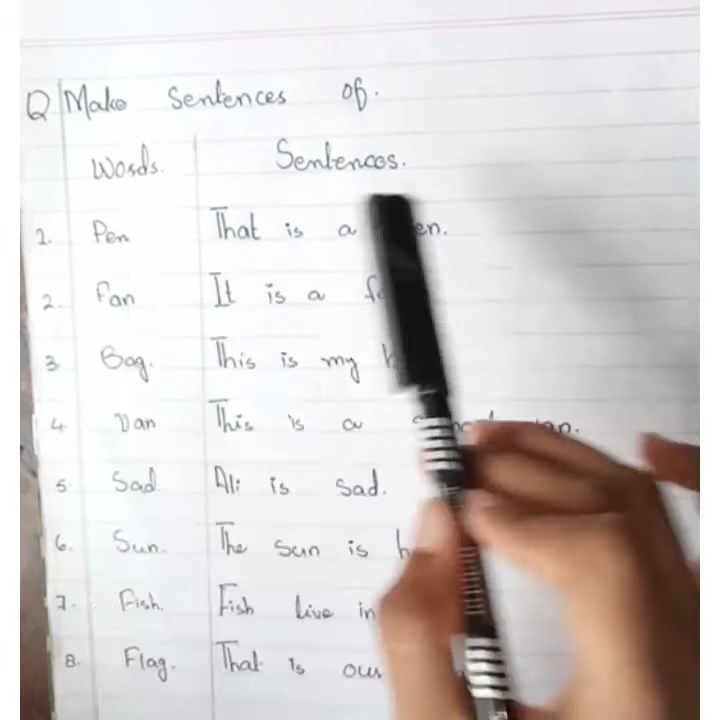 Q Make Sentences of.
Words. Sentences.
1. Pen That is a en.
2. Fan It is a
3. Bag. This is my
4. Van This is a
5. Sad. Ali is sad.
6. Sun. The sun is
7. Fish. Fish live in
8. Flag. That is our